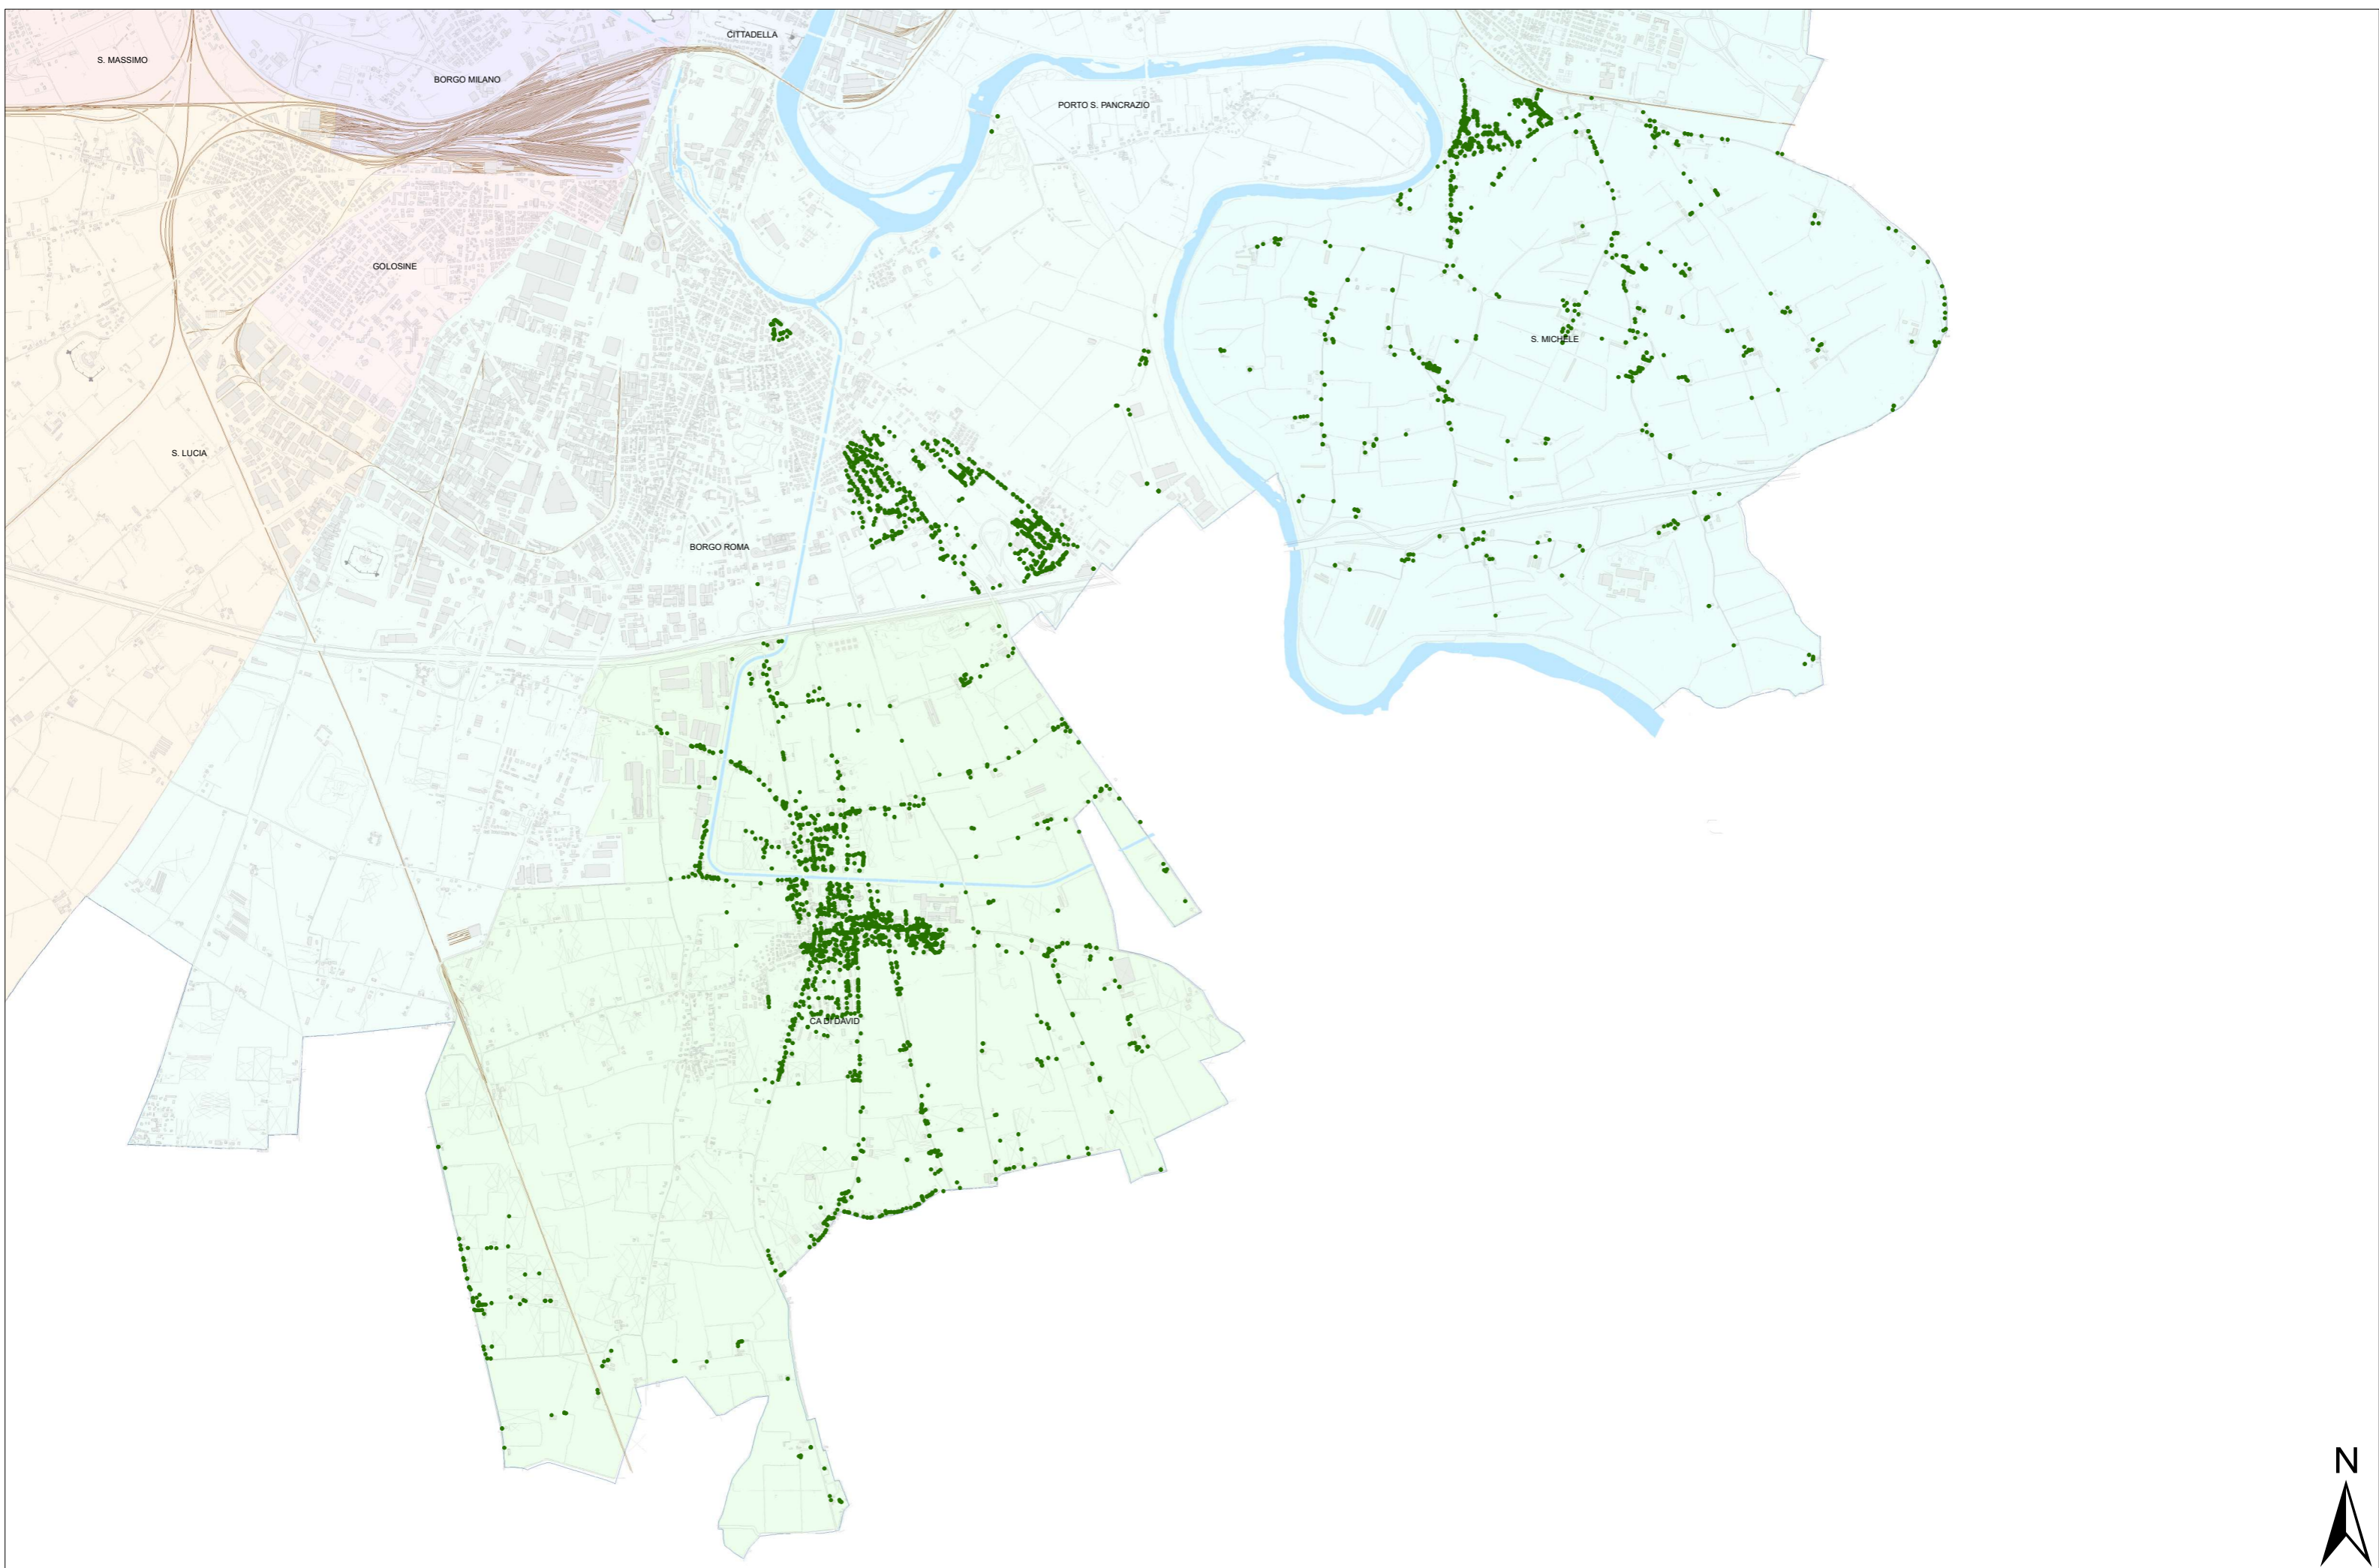 CITTADELLA
S. MASSIMO
BORGO MILANO
PORTO S. PANCRAZIO
GOLOSINE
S. MICHELE
S. LUCIA
BORGO ROMA
CA DI DAVID
N